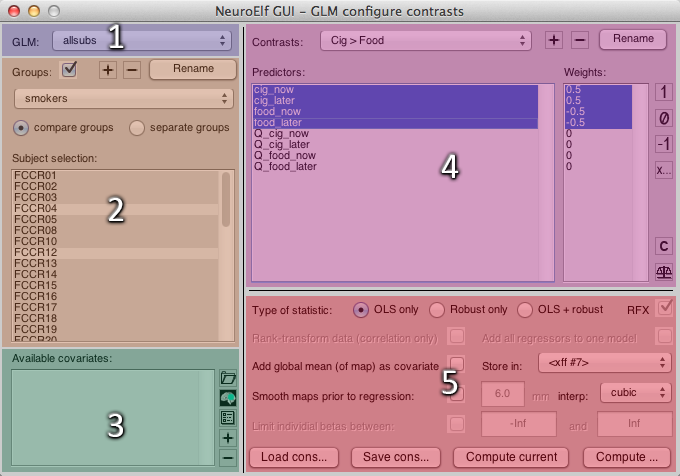 NeuroElf GUI - GLM configure contrasts
GLM: allsubs
1
Groups: + − Rename
smokers
compare groups separate groups
Subject selection:
FCCR01
FCCR02
FCCR03
FCCR04
FCCR05
FCCR08
FCCR10
FCCR12
FCCR13
FCCR14
FCCR15
FCCR16
FCCR17
FCCR18
FCCR19
FCCR20
2
Available covariates:
3
+
−
Contrasts: Cig > Food + − Rename
Predictors: Weights:
cig_now 0.5
cig_later 0.5
food_now -0.5
food_later -0.5
Q_cig_now 0
Q_cig_later 0
Q_food_now 0
Q_food_later 0
4
1
0
-1
x...
C
Type of statistic: OLS only Robust only OLS + robust RFX
Rank-transform data (correlation only) Add all regressors to one model
Add global mean (of map) as covariate Store in: <xff #7>
5
Smooth maps prior to regression: 6.0 mm interp: cubic
Limit individial betas between: -Inf and Inf
Load cons... Save cons... Compute current Compute ...